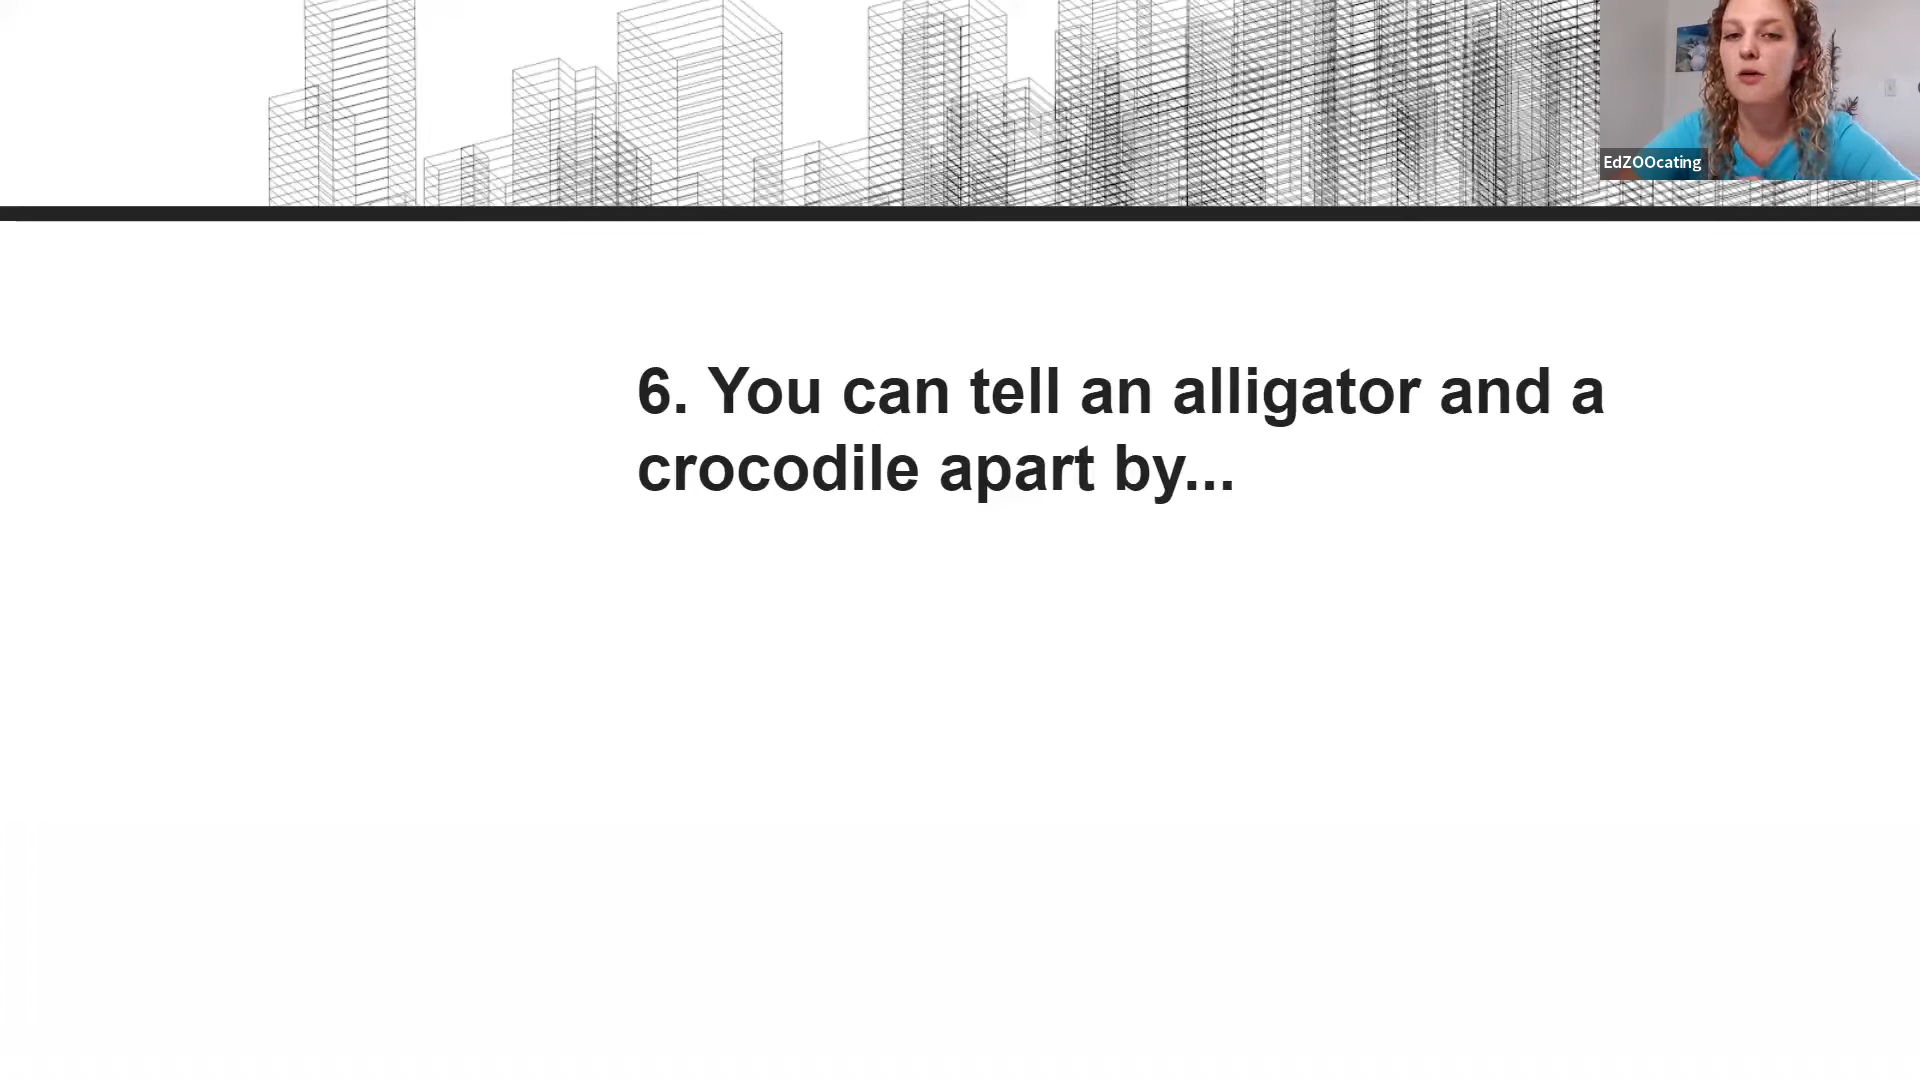 EdZOOcating
6. You can tell an alligator and a
crocodile apart by...